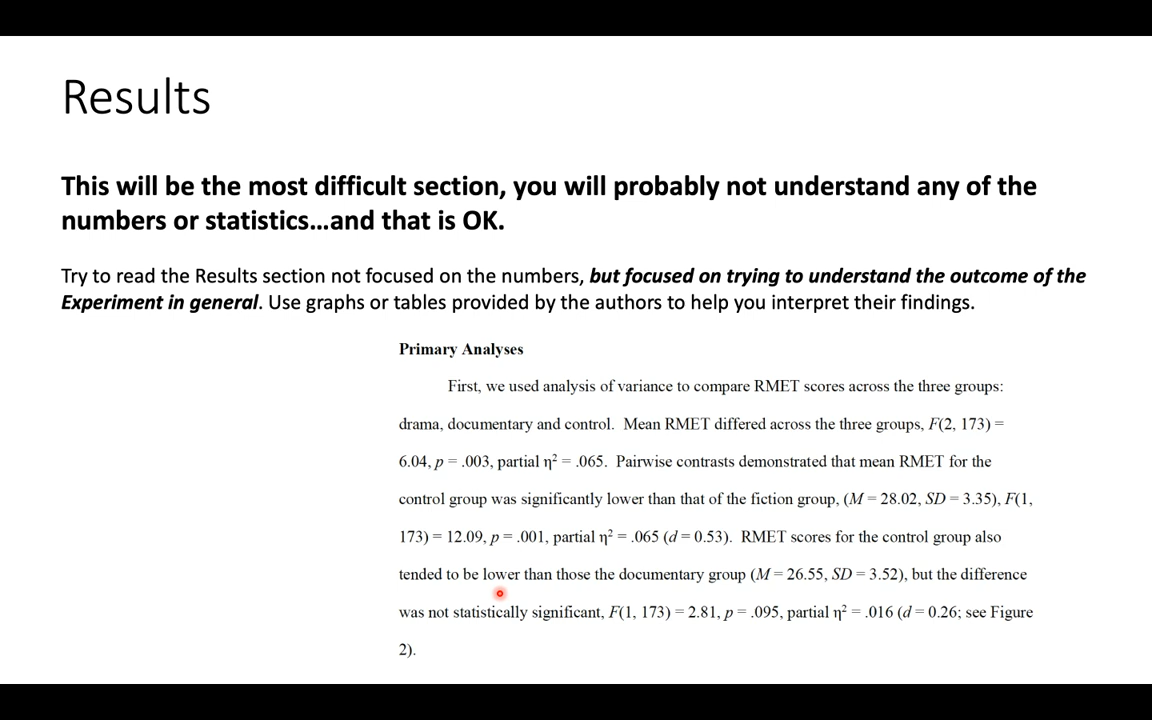 Results
This will be the most difficult section, you will probably not understand any of the
numbers or statistics...and that is OK.
Try to read the Results section not focused on the numbers, but focused on trying to understand the outcome of the
Experiment in general. Use graphs or tables provided by the authors to help you interpret their findings.
Primary Analyses
First, we used analysis of variance to compare RMET scores across the three groups:
drama, documentary and control. Mean RMET differed across the three groups, F(2, 173) =
6.04, p = .003, partial η² = .065. Pairwise contrasts demonstrated that mean RMET for the
control group was significantly lower than that of the fiction group, (M = 28.02, SD = 3.35), F(1,
173) = 12.09, p = .001, partial η² = .065 (d = 0.53). RMET scores for the control group also
tended to be lower than those the documentary group (M = 26.55, SD = 3.52), but the difference
was not statistically significant, F(1, 173) = 2.81, p = .095, partial η² = .016 (d = 0.26; see Figure
2).